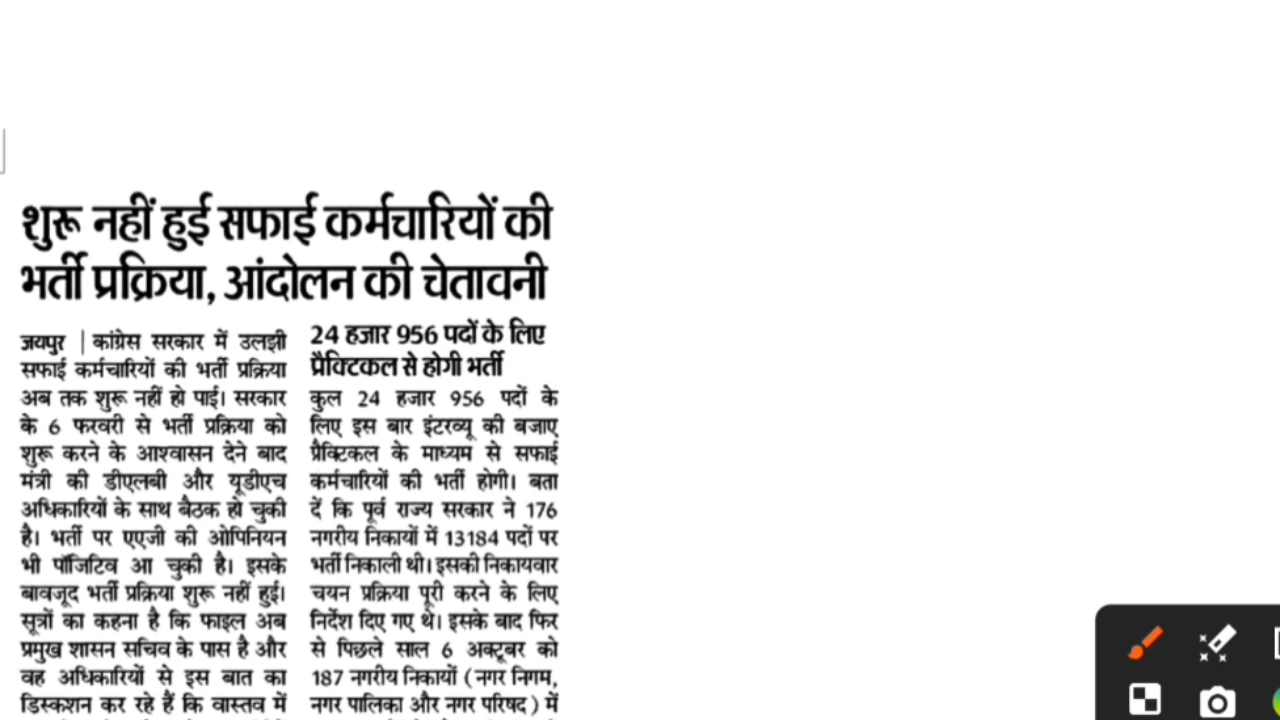 शुरू नहीं हुई सफाई कर्मचारियों की
भर्ती प्रक्रिया, आंदोलन की चेतावनी
जयपुर | कांग्रेस सरकार में उलझी
सफाई कर्मचारियों की भर्ती प्रक्रिया
अब तक शुरू नहीं हो पाई। सरकार
के 6 फरवरी से भर्ती प्रक्रिया को
शुरू करने के आश्वासन देने बाद
मंत्री की डीएलबी और यूडीएच
अधिकारियों के साथ बैठक हो चुकी
है। भर्ती पर एएजी की ओपिनियन
भी पॉजिटिव आ चुकी है। इसके
बावजूद भर्ती प्रक्रिया शुरू नहीं हुई।
सूत्रों का कहना है कि फाइल अब
प्रमुख शासन सचिव के पास है और
वह अधिकारियों से इस बात का
डिस्कशन कर रहे हैं कि वास्तव में
24 हजार 956 पदों के लिए
प्रैक्टिकल से होगी भर्ती
कुल 24 हजार 956 पदों के
लिए इस बार इंटरव्यू की बजाए
प्रैक्टिकल के माध्यम से सफाई
कर्मचारियों की भर्ती होगी। बता
दें कि पूर्व राज्य सरकार ने 176
नगरीय निकायों में 13184 पदों पर
भर्ती निकाली थी। इसकी निकायवार
चयन प्रक्रिया पूरी करने के लिए
निर्देश दिए गए थे। इसके बाद फिर
से पिछले साल 6 अक्टूबर को
187 नगरीय निकायों (नगर निगम,
नगर पालिका और नगर परिषद) में